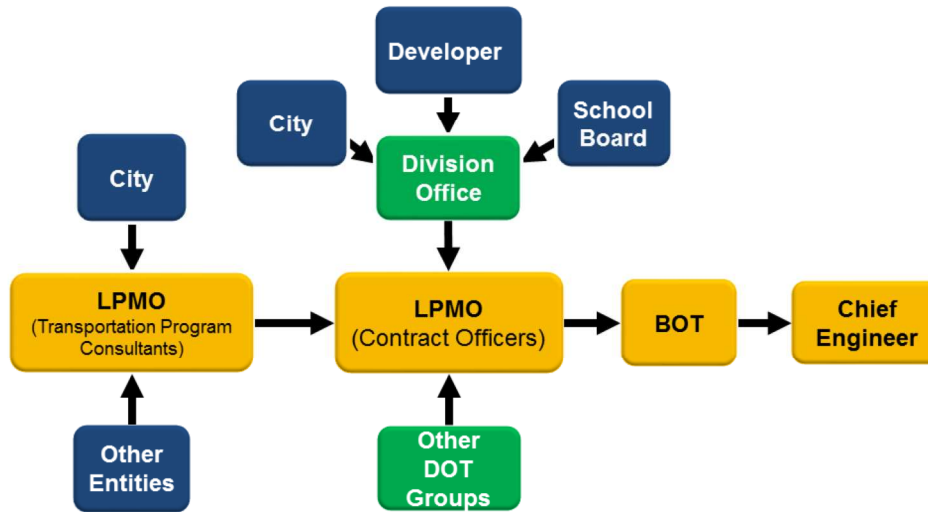 Developer
City
School
Board
Division
Office
City
LPMO
(Transportation Program
Consultants)
LPMO
(Contract Officers)
BOT
Chief
Engineer
Other
Entities
Other
DOT
Groups